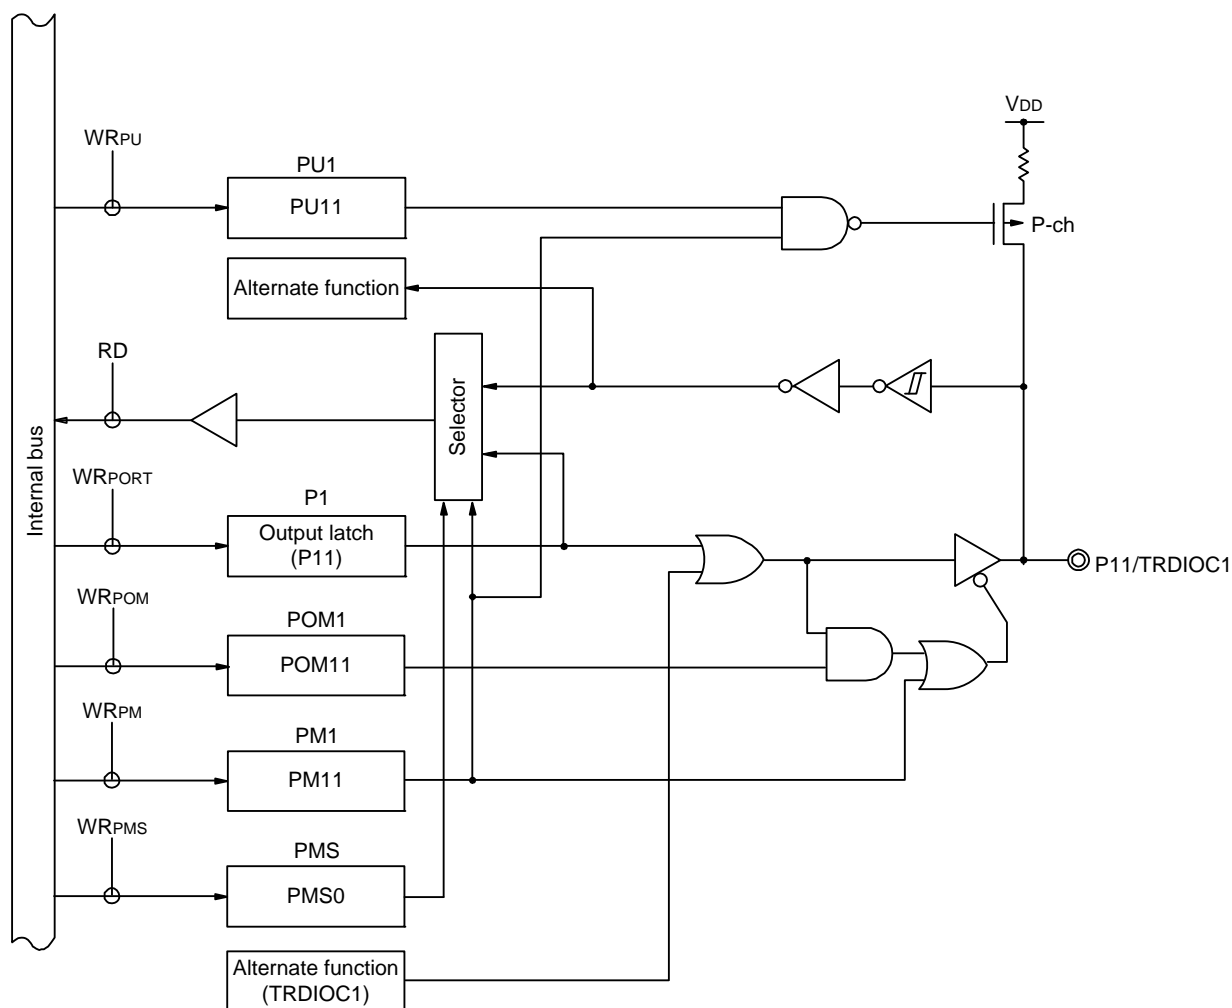 VDD
WRPU
PU1
PU11
P-ch
Alternate function
RD
Selector
Internal bus
WRPORT
P1
Output latch
(P11)
P11/TRDIOC1
WRPOM
POM1
POM11
WRPM
PM1
PM11
WRPMS
PMS
PMS0
Alternate function
(TRDIOC1)